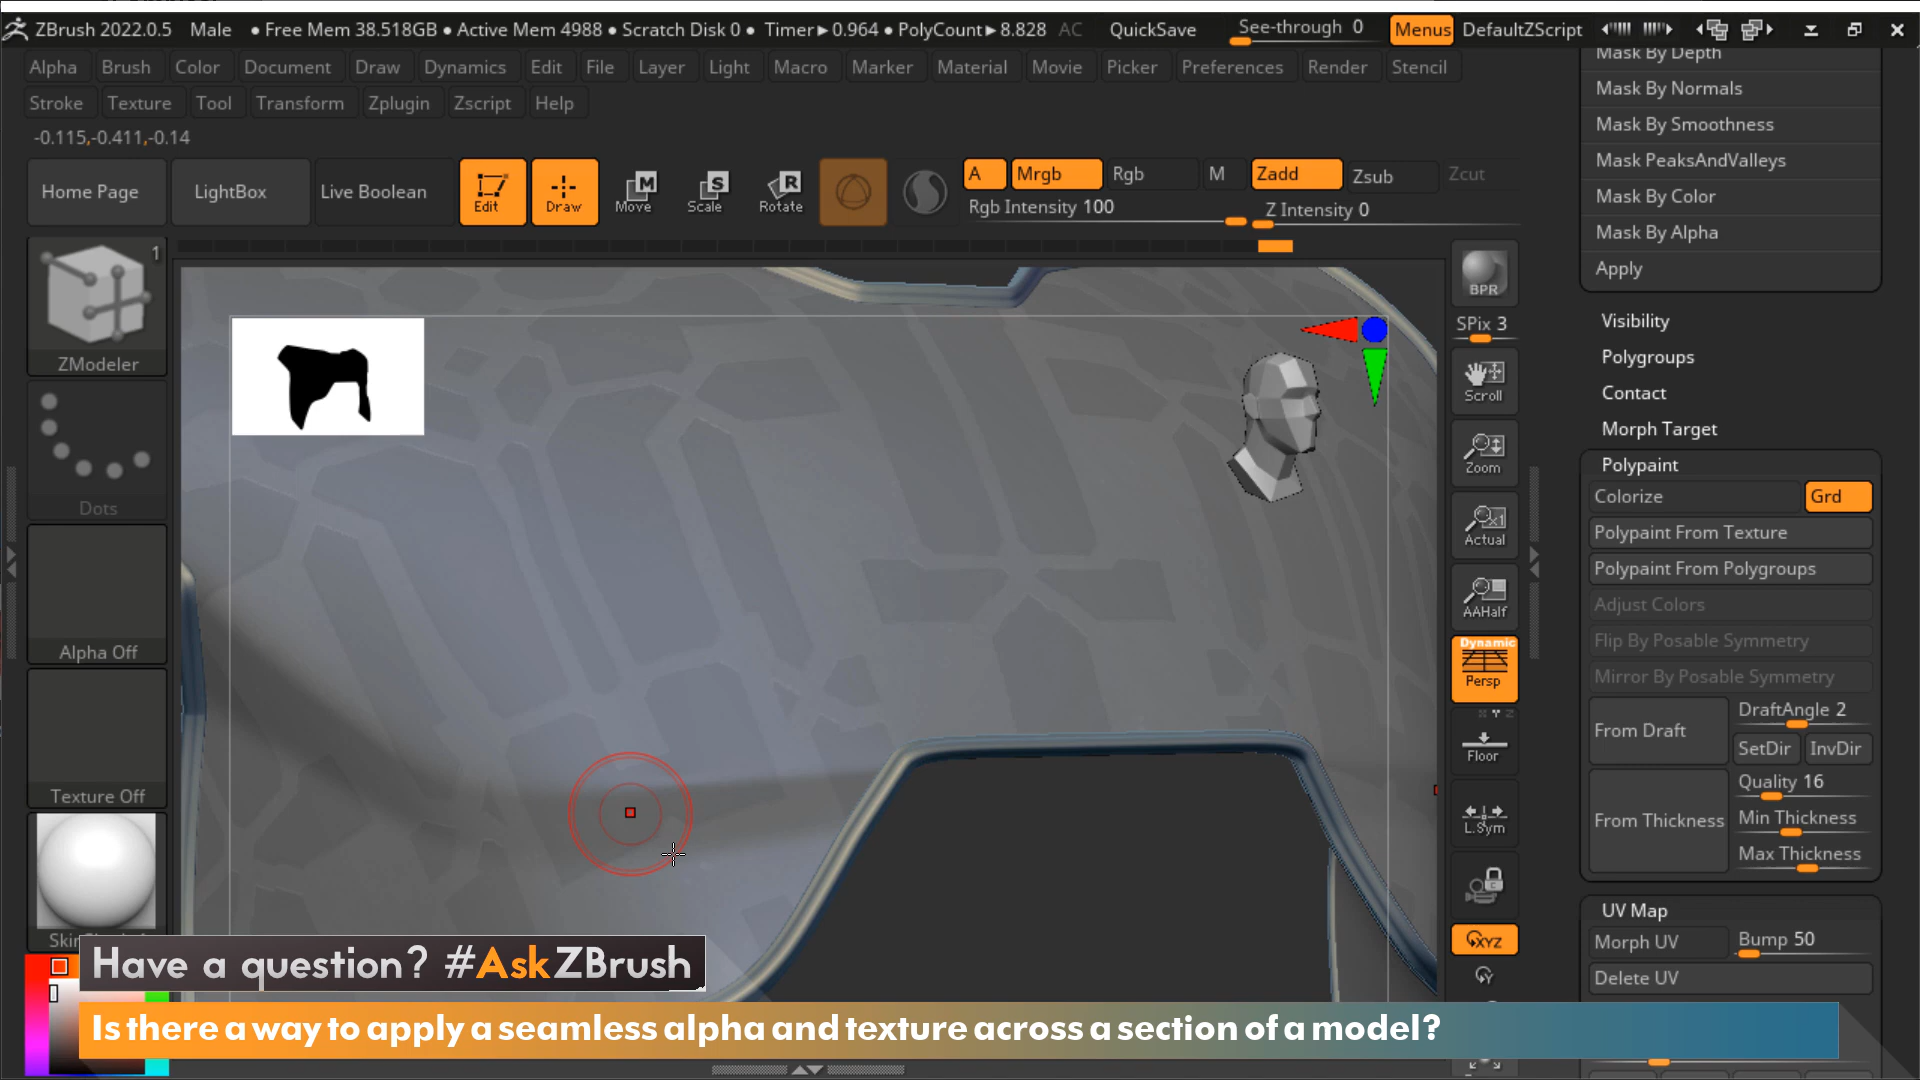 ZBrush 2022.0.5 Male • Free Mem 38.518GB • Active Mem 4988 • Scratch Disk 0 • Timer▶0.964 • PolyCount▶8.828 AC QuickSave See-through 0 Menus DefaultZScript
Alpha Brush Color Document Draw Dynamics Edit File Layer Light Macro Marker Material Movie Picker Preferences Render Stencil
Stroke Texture Tool Transform Zplugin Zscript Help
-0.115,-0.411,-0.14
Home Page LightBox Live Boolean Edit Draw Move Scale Rotate
M S R
A Mrgb Rgb M Zadd Zsub Zcut
Rgb Intensity 100 Z Intensity 0
1
ZModeler
Dots
Alpha Off
Texture Off
BPR
SPix 3
Scroll
Zoom
x1
Actual
AAHalf
Dynamic
Persp
Floor
L.Sym
XYZ
Y
Mask By Depth
Mask By Normals
Mask By Smoothness
Mask PeaksAndValleys
Mask By Color
Mask By Alpha
Apply
Visibility
Polygroups
Contact
Morph Target
Polypaint
Colorize Grd
Polypaint From Texture
Polypaint From Polygroups
Adjust Colors
Flip By Posable Symmetry
Mirror By Posable Symmetry
From Draft DraftAngle 2
SetDir InvDir
Quality 16
From Thickness Min Thickness
Max Thickness
UV Map
Morph UV Bump 50
Delete UV
Have a question? #AskZBrush
Is there a way to apply a seamless alpha and texture across a section of a model?